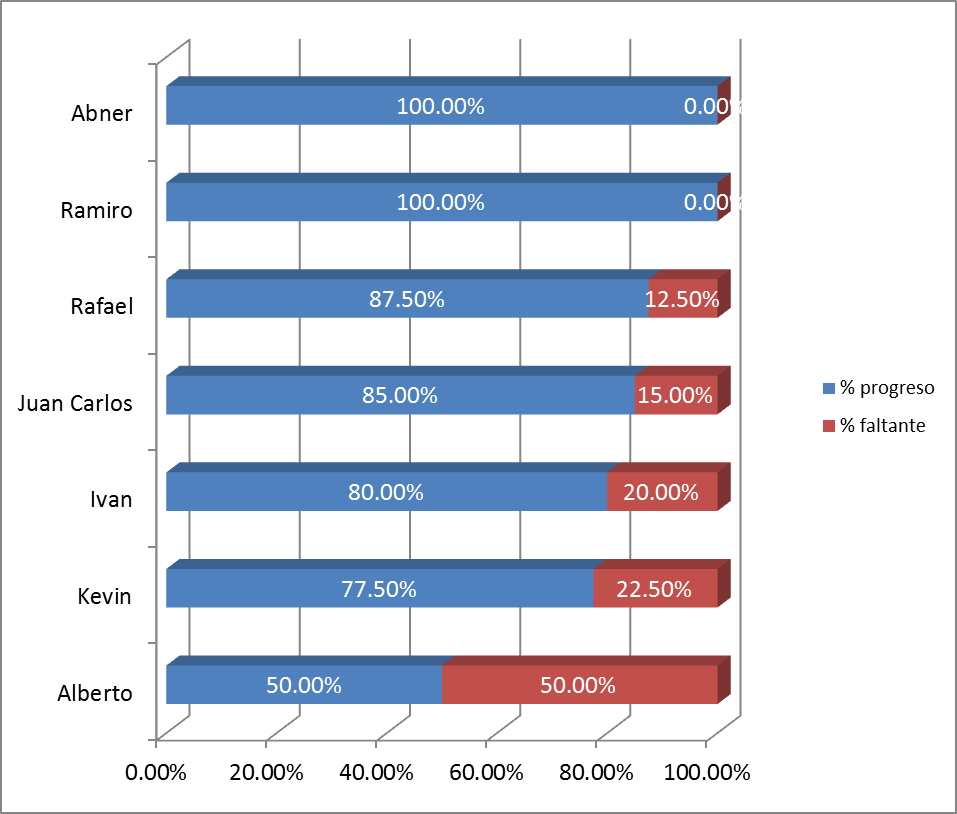 Abner 100.00% 0.00%
Ramiro 100.00% 0.00%
Rafael 87.50% 12.50%
Juan Carlos 85.00% 15.00%
% progreso
% faltante
Ivan 80.00% 20.00%
Kevin 77.50% 22.50%
Alberto 50.00% 50.00%
0.00% 20.00% 40.00% 60.00% 80.00% 100.00%